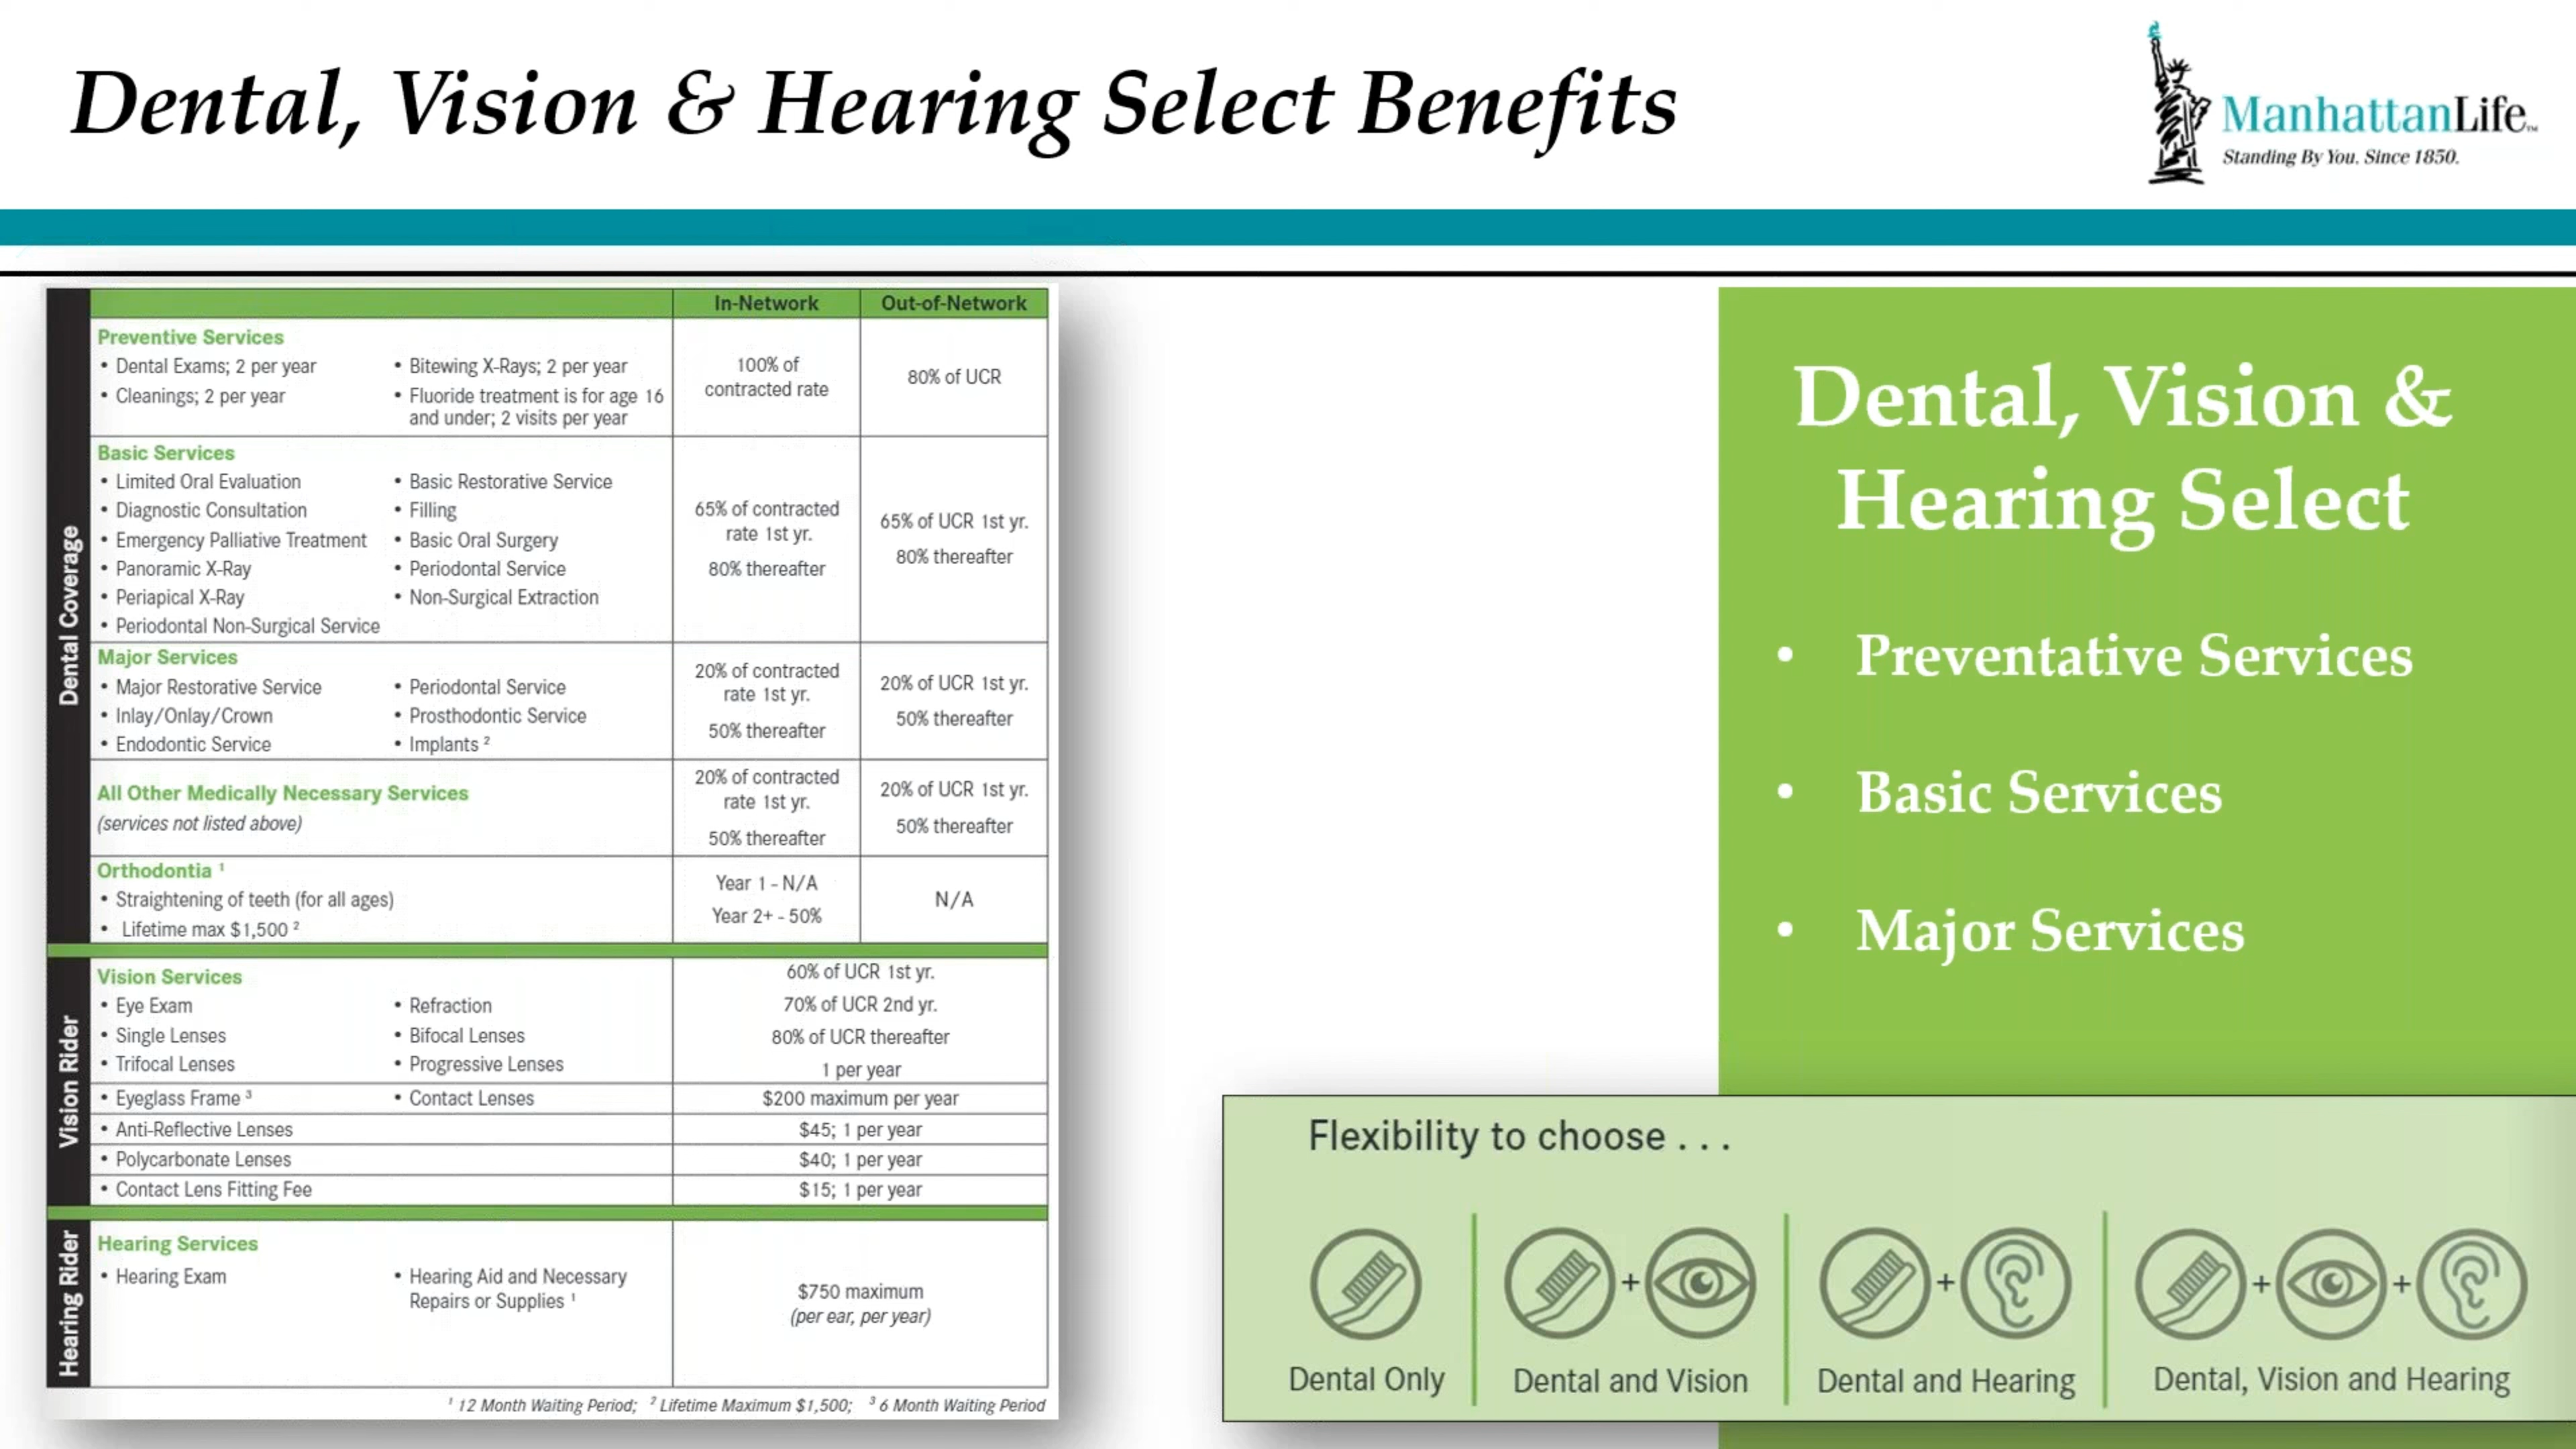 Dental, Vision & Hearing Select Benefits
ManhattanLife™
Standing By You. Since 1850.
In-Network
Out-of-Network
Dental Coverage
Preventive Services
• Dental Exams; 2 per year
• Cleanings; 2 per year
• Bitewing X-Rays; 2 per year
• Fluoride treatment is for age 16
and under; 2 visits per year
100% of
contracted rate
80% of UCR
Basic Services
• Limited Oral Evaluation
• Diagnostic Consultation
• Emergency Palliative Treatment
• Panoramic X-Ray
• Periapical X-Ray
• Periodontal Non-Surgical Service
• Basic Restorative Service
• Filling
• Basic Oral Surgery
• Periodontal Service
• Non-Surgical Extraction
65% of contracted
rate 1st yr.
80% thereafter
65% of UCR 1st yr.
80% thereafter
Major Services
• Major Restorative Service
• Inlay/Onlay/Crown
• Endodontic Service
• Periodontal Service
• Prosthodontic Service
• Implants ²
20% of contracted
rate 1st yr.
50% thereafter
20% of UCR 1st yr.
50% thereafter
All Other Medically Necessary Services
(services not listed above)
20% of contracted
rate 1st yr.
50% thereafter
20% of UCR 1st yr.
50% thereafter
Orthodontia ¹
• Straightening of teeth (for all ages)
• Lifetime max $1,500 ²
Year 1 - N/A
Year 2+ - 50%
N/A
Vision Rider
Vision Services
• Eye Exam
• Single Lenses
• Trifocal Lenses
• Refraction
• Bifocal Lenses
• Progressive Lenses
60% of UCR 1st yr.
70% of UCR 2nd yr.
80% of UCR thereafter
1 per year
• Eyeglass Frame ³
• Contact Lenses
$200 maximum per year
• Anti-Reflective Lenses
$45; 1 per year
• Polycarbonate Lenses
$40; 1 per year
• Contact Lens Fitting Fee
$15; 1 per year
Hearing Rider
Hearing Services
• Hearing Exam
• Hearing Aid and Necessary
Repairs or Supplies ¹
$750 maximum
(per ear, per year)
¹ 12 Month Waiting Period; ² Lifetime Maximum $1,500; ³ 6 Month Waiting Period
Dental, Vision &
Hearing Select
• Preventative Services
• Basic Services
• Major Services
Flexibility to choose . . .
Dental Only
+
Dental and Vision
+
Dental and Hearing
+ +
Dental, Vision and Hearing